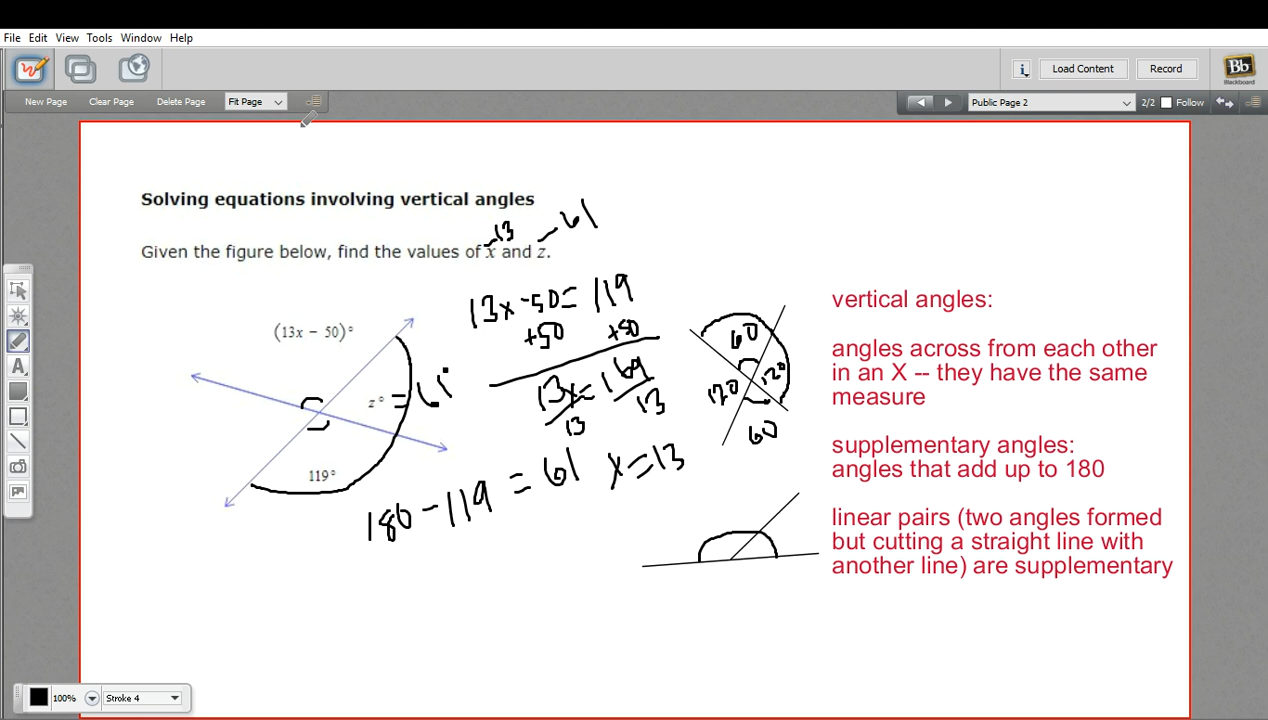 File Edit View Tools Window Help
i Load Content Record Bb Blackboard
New Page Clear Page Delete Page Fit Page Public Page 2 2/2 Follow
Solving equations involving vertical angles
13 61
Given the figure below, find the values of x and z.
13x-50=119
+50 +50
13x=169
13 13
x=13
(13x − 50)°
z° =
119°
180-119=61
60
120 120
60
vertical angles:
angles across from each other
in an X -- they have the same
measure
supplementary angles:
angles that add up to 180
linear pairs (two angles formed
but cutting a straight line with
another line) are supplementary
A
100% Stroke 4